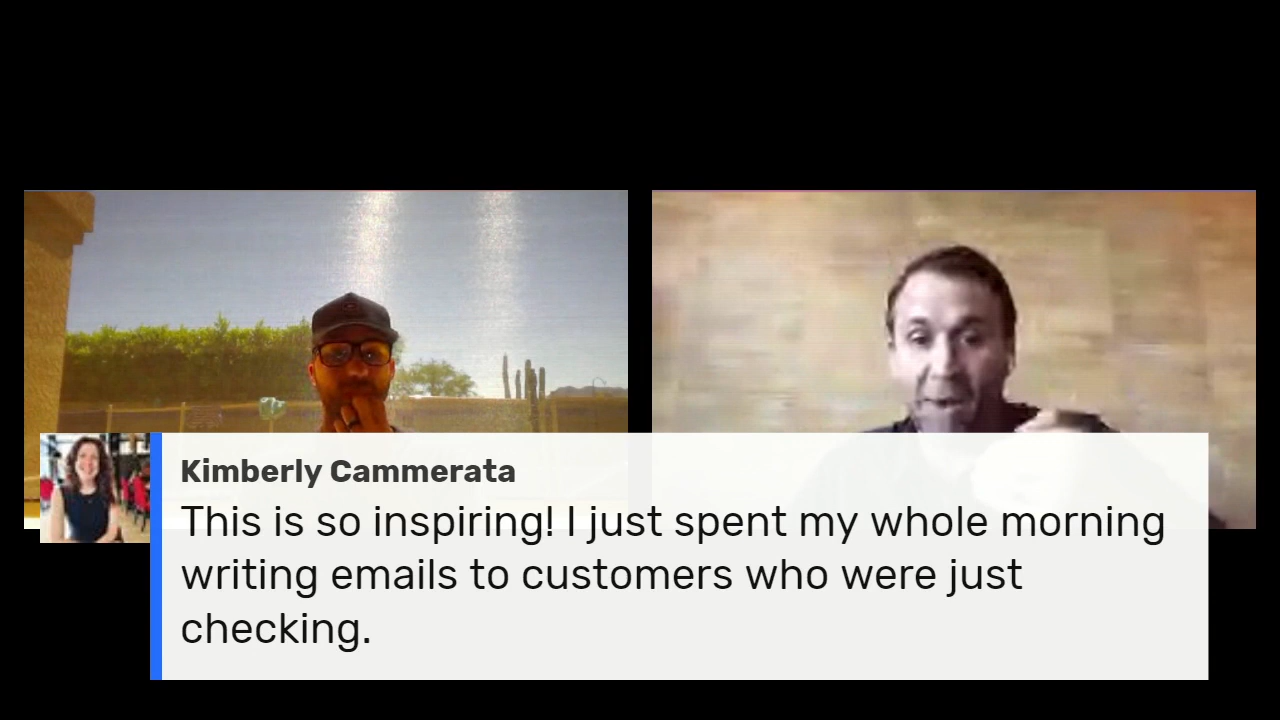 Kimberly Cammerata
This is so inspiring! I just spent my whole morning
writing emails to customers who were just
checking.